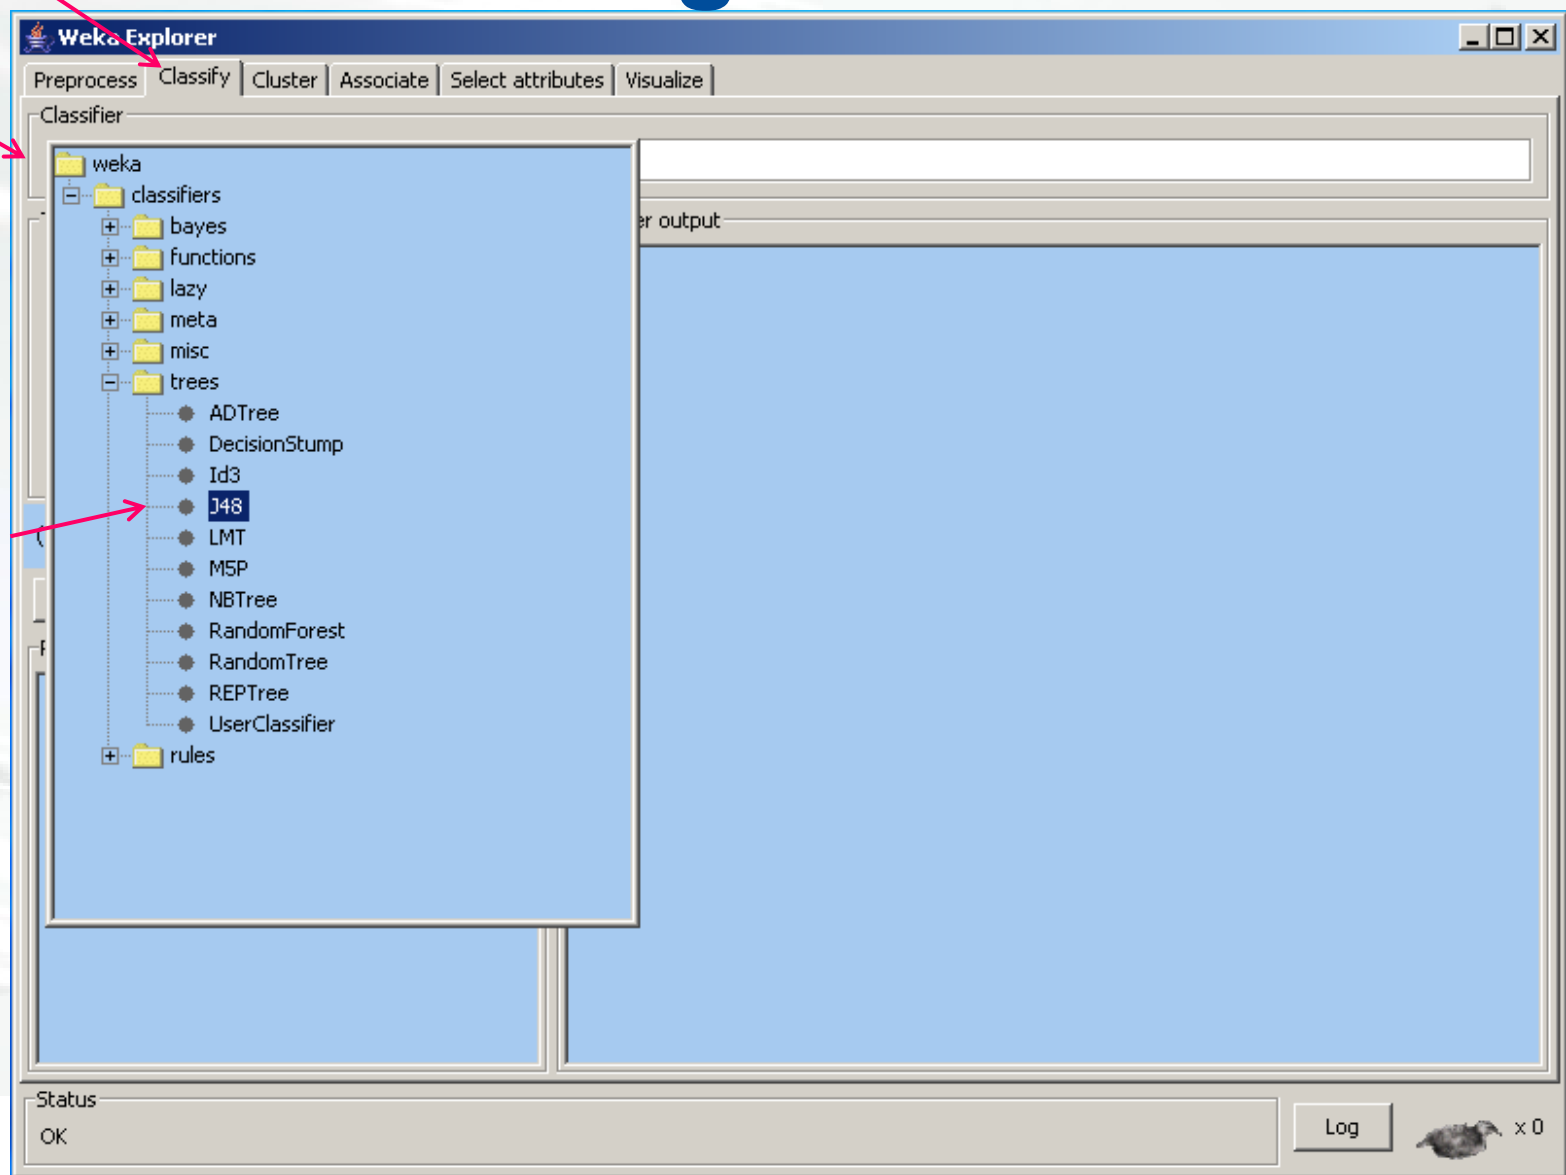 Weka Explorer
Preprocess Classify Cluster Associate Select attributes Visualize
Classifier
weka
classifiers
bayes
functions
lazy
meta
misc
trees
ADTree
DecisionStump
Id3
J48
LMT
M5P
NBTree
RandomForest
RandomTree
REPTree
UserClassifier
rules
output
Status
OK
Log
x 0